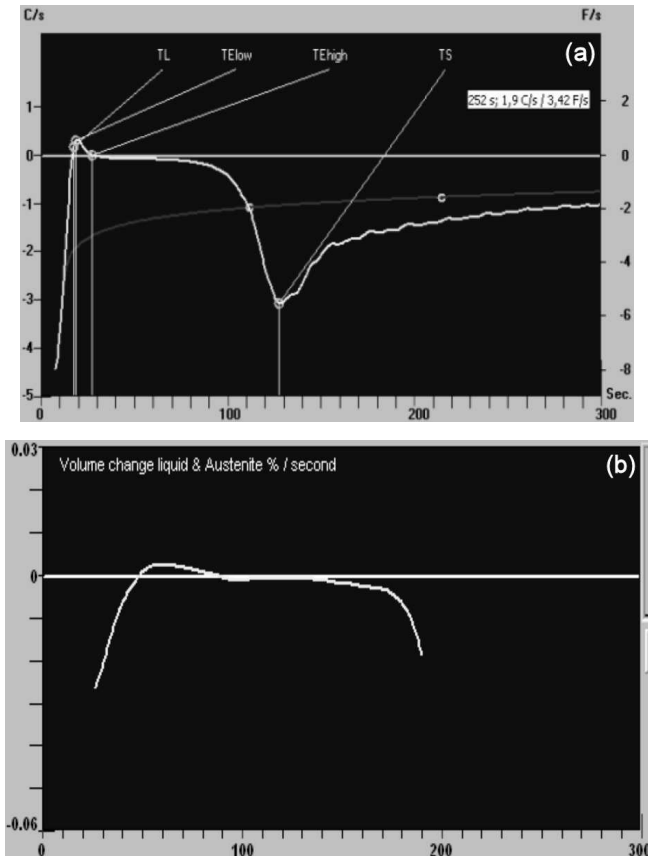 C/s F/s
TL TElow TEhigh TS (a)
252 s; 1,9 C/s / 3,42 F/s
1 2
0 0
-1 -2
-2 -4
-3 -6
-4 -8
-5 Sec.
0 100 200 300
0.03
Volume change liquid & Austenite % / second (b)
0
-0.06
0 100 200 300